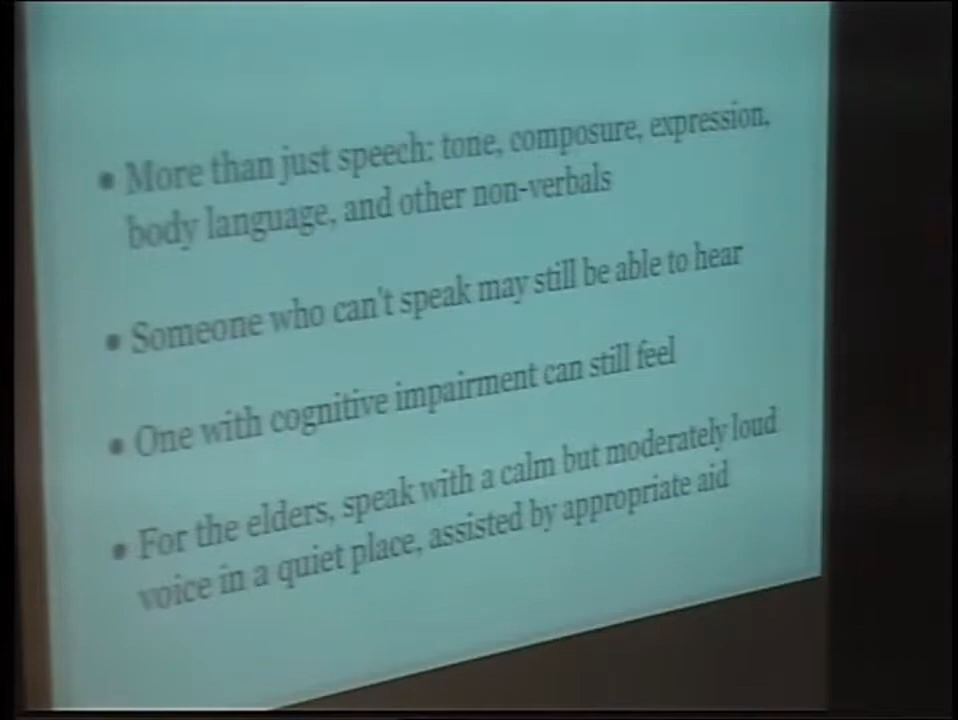 • More than just speech: tone, composure, expression,
body language, and other non-verbals
• Someone who can't speak may still be able to hear
• One with cognitive impairment can still feel
• For the elders, speak with a calm but moderately loud
voice in a quiet place, assisted by appropriate aid